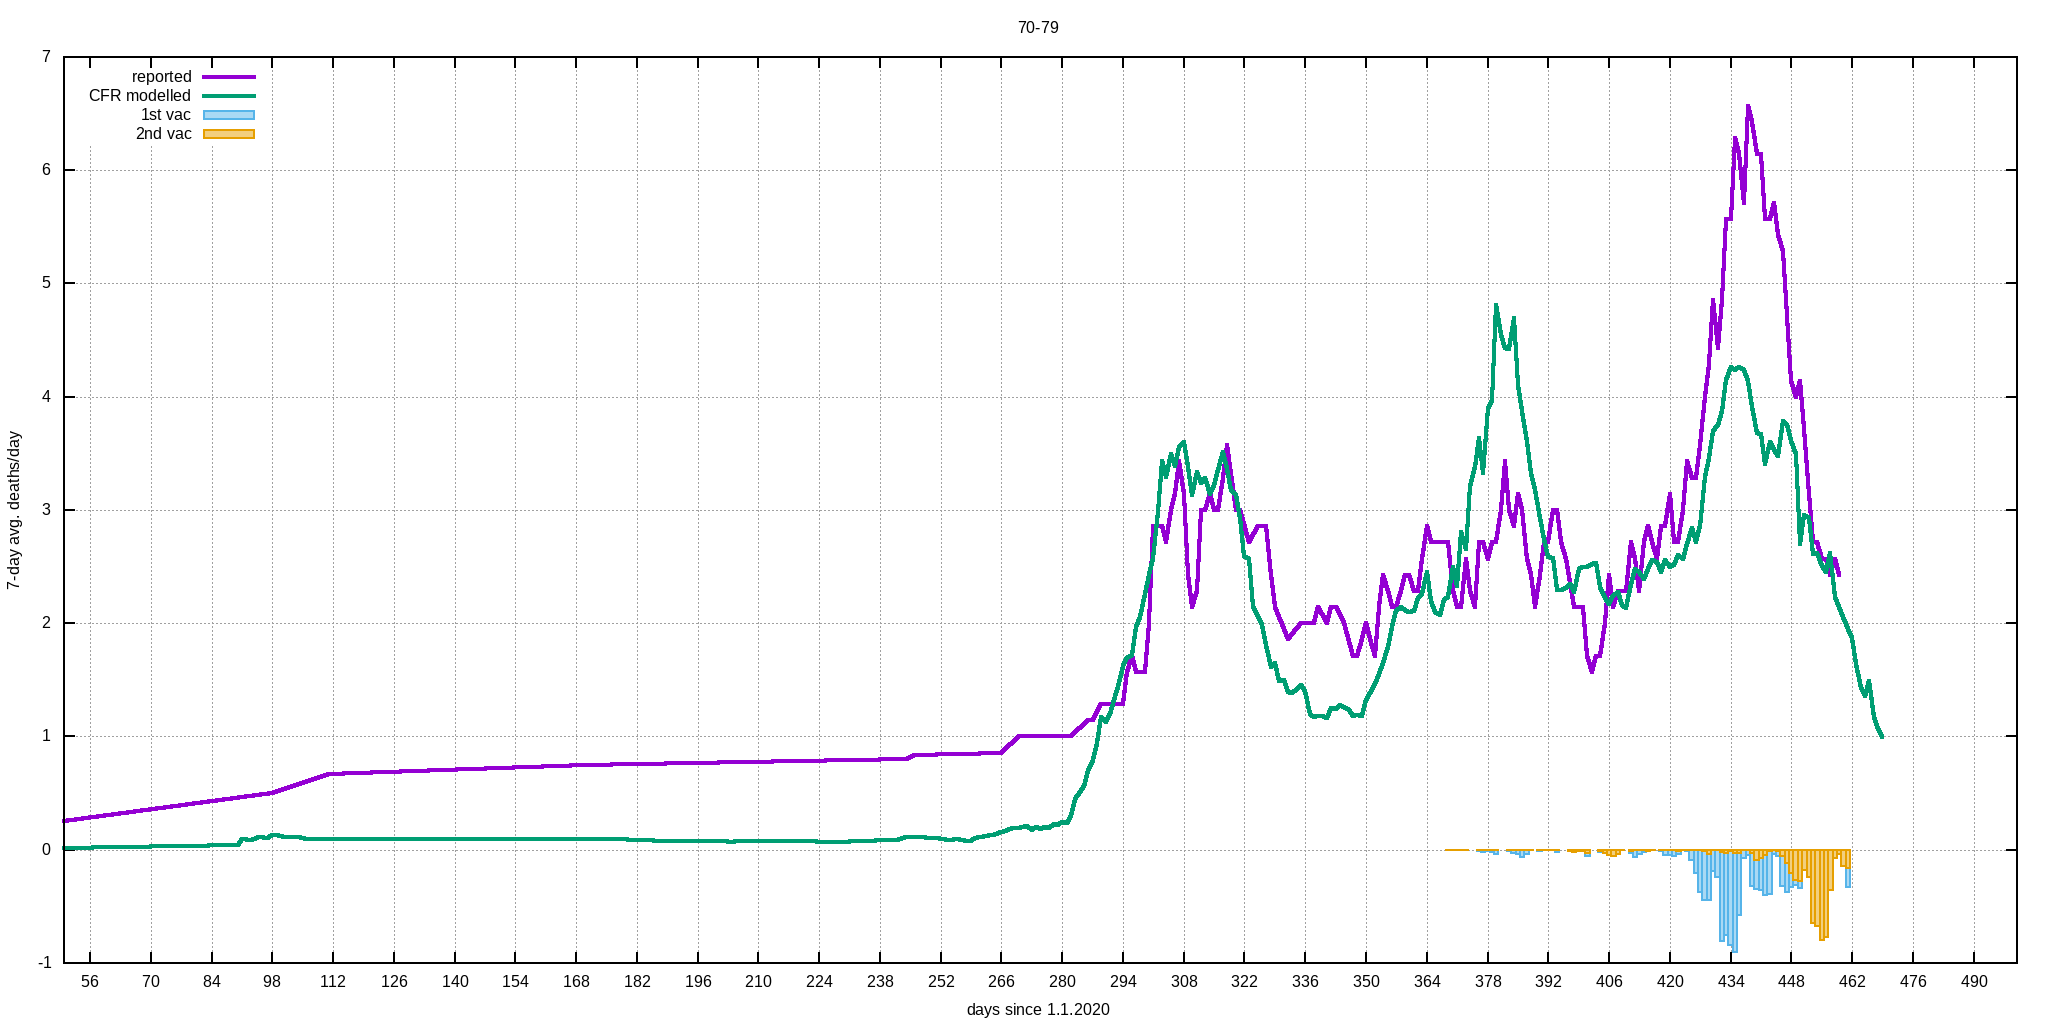 70-79
7
6
5
4
3
2
1
0
-1
reported
CFR modelled
1st vac
2nd vac
7-day avg. deaths/day
56 70 84 98 112 126 140 154 168 182 196 210 224 238 252 266 280 294 308 322 336 350 364 378 392 406 420 434 448 462 476 490
days since 1.1.2020